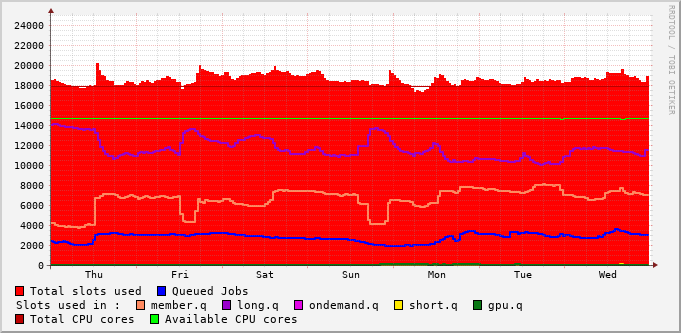 RRDTOOL / TOBI OETIKER
24000
22000
20000
18000
16000
14000
12000
10000
8000
6000
4000
2000
0
Thu Fri Sat Sun Mon Tue Wed
Total slots used Queued Jobs
Slots used in : member.q long.q ondemand.q short.q gpu.q
Total CPU cores Available CPU cores